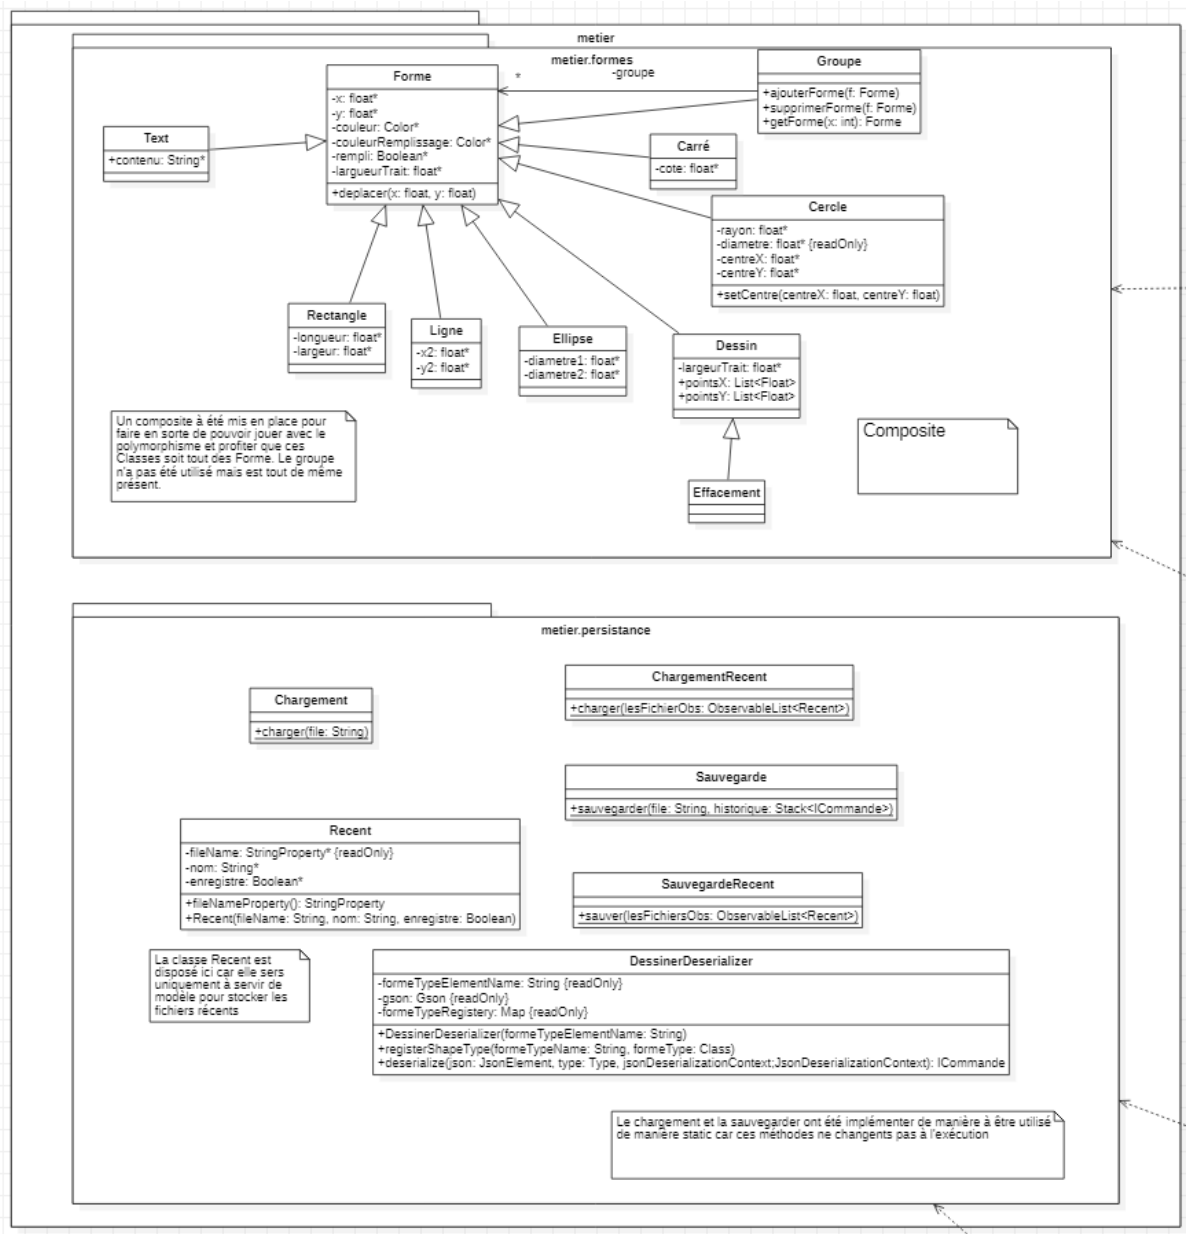 metier
metier.formes
Forme
-x: float*
-y: float*
-couleur: Color*
-couleurRemplissage: Color*
-rempli: Boolean*
-largueurTrait: float*
+deplacer(x: float, y: float)
*
-groupe
Groupe
+ajouterForme(f: Forme)
+supprimerForme(f: Forme)
+getForme(x: int): Forme
Text
+contenu: String*
Carré
-cote: float*
Cercle
-rayon: float*
-diametre: float* {readOnly}
-centreX: float*
-centreY: float*
+setCentre(centreX: float, centreY: float)
Rectangle
-longueur: float*
-largeur: float*
Ligne
-x2: float*
-y2: float*
Ellipse
-diametre1: float*
-diametre2: float*
Dessin
-largeurTrait: float*
+pointsX: List<Float>
+pointsY: List<Float>
Un composite à été mis en place pour
faire en sorte de pouvoir jouer avec le
polymorphisme et profiter que ces
Classes soit tout des Forme. Le groupe
n'a pas été utilisé mais est tout de même
présent.
Composite
Effacement
metier.persistance
Chargement
+charger(file: String)
ChargementRecent
+charger(lesFichierObs: ObservableList<Recent>)
Sauvegarde
+sauvegarder(file: String, historique: Stack<ICommande>)
Recent
-fileName: StringProperty* {readOnly}
-nom: String*
-enregistre: Boolean*
+fileNameProperty(): StringProperty
+Recent(fileName: String, nom: String, enregistre: Boolean)
SauvegardeRecent
+sauver(lesFichiersObs: ObservableList<Recent>)
La classe Recent est
disposé ici car elle sers
uniquement à servir de
modèle pour stocker les
fichiers récents
DessinerDeserializer
-formeTypeElementName: String {readOnly}
-gson: Gson {readOnly}
-formeTypeRegistery: Map {readOnly}
+DessinerDeserializer(formeTypeElementName: String)
+registerShapeType(formeTypeName: String, formeType: Class)
+deserialize(json: JsonElement, type: Type, jsonDeserializationContext;JsonDeserializationContext): ICommande
Le chargement et la sauvegarder ont été implémenter de manière à être utilisé
de manière static car ces méthodes ne changents pas à l'exécution